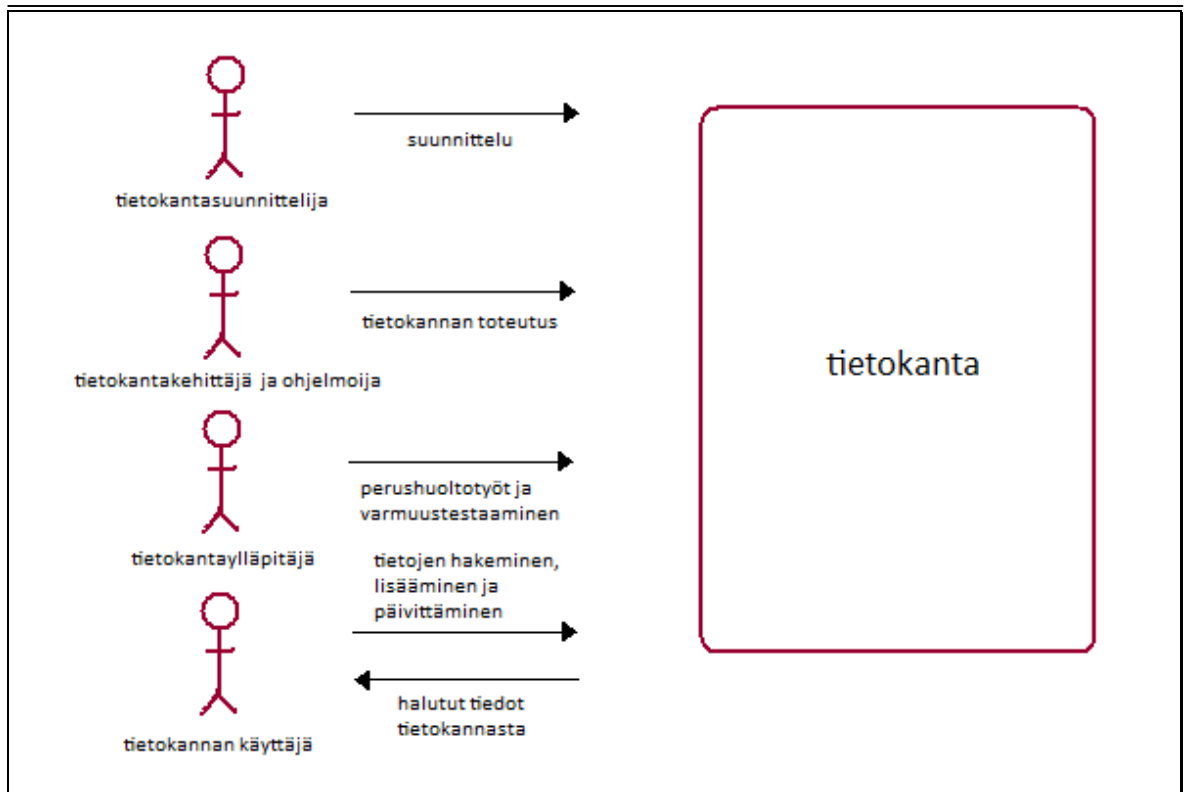 suunnittelu
tietokantasuunnittelija
tietokannan toteutus
tietokantakehittäjä ja ohjelmoija
tietokanta
perushuoltotyöt ja
varmuustestaaminen
tietokantaylläpitäjä
tietojen hakeminen,
lisääminen ja
päivittäminen
halutut tiedot
tietokannasta
tietokannan käyttäjä